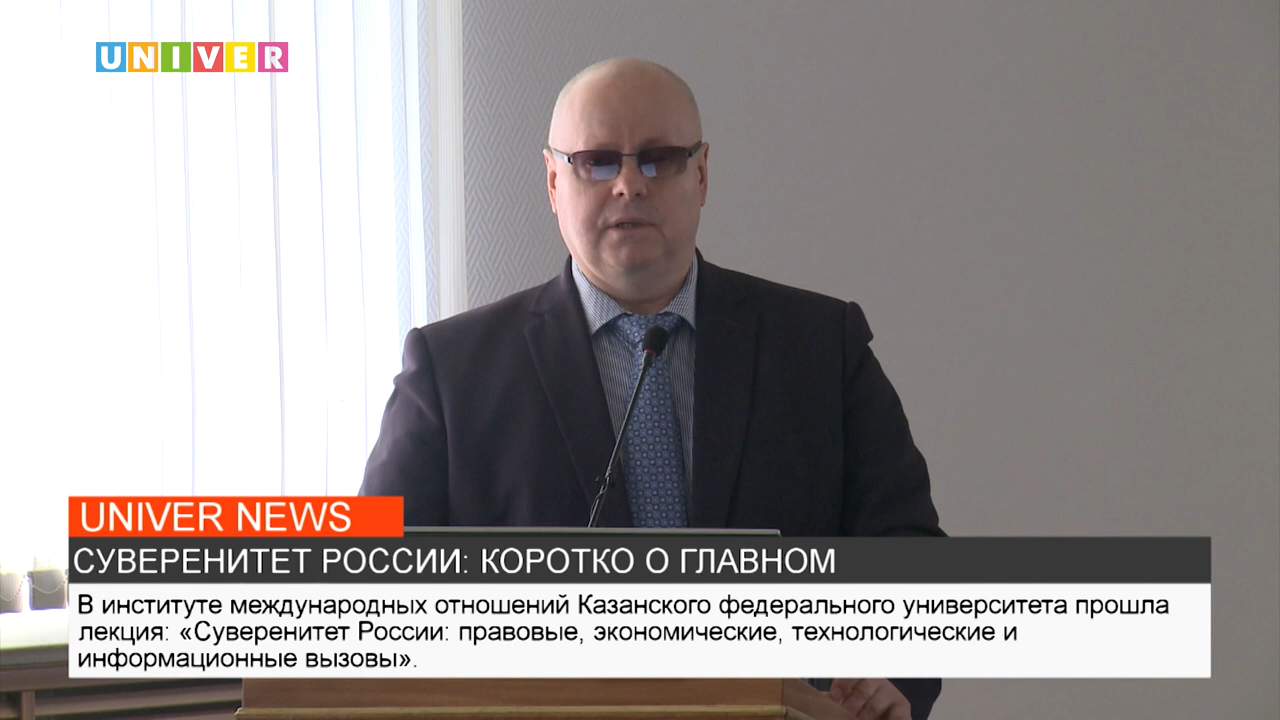 UNIVER
UNIVER NEWS
СУВЕРЕНИТЕТ РОССИИ: КОРОТКО О ГЛАВНОМ
В институте международных отношений Казанского федерального университета прошла
лекция: «Суверенитет России: правовые, экономические, технологические и
информационные вызовы».